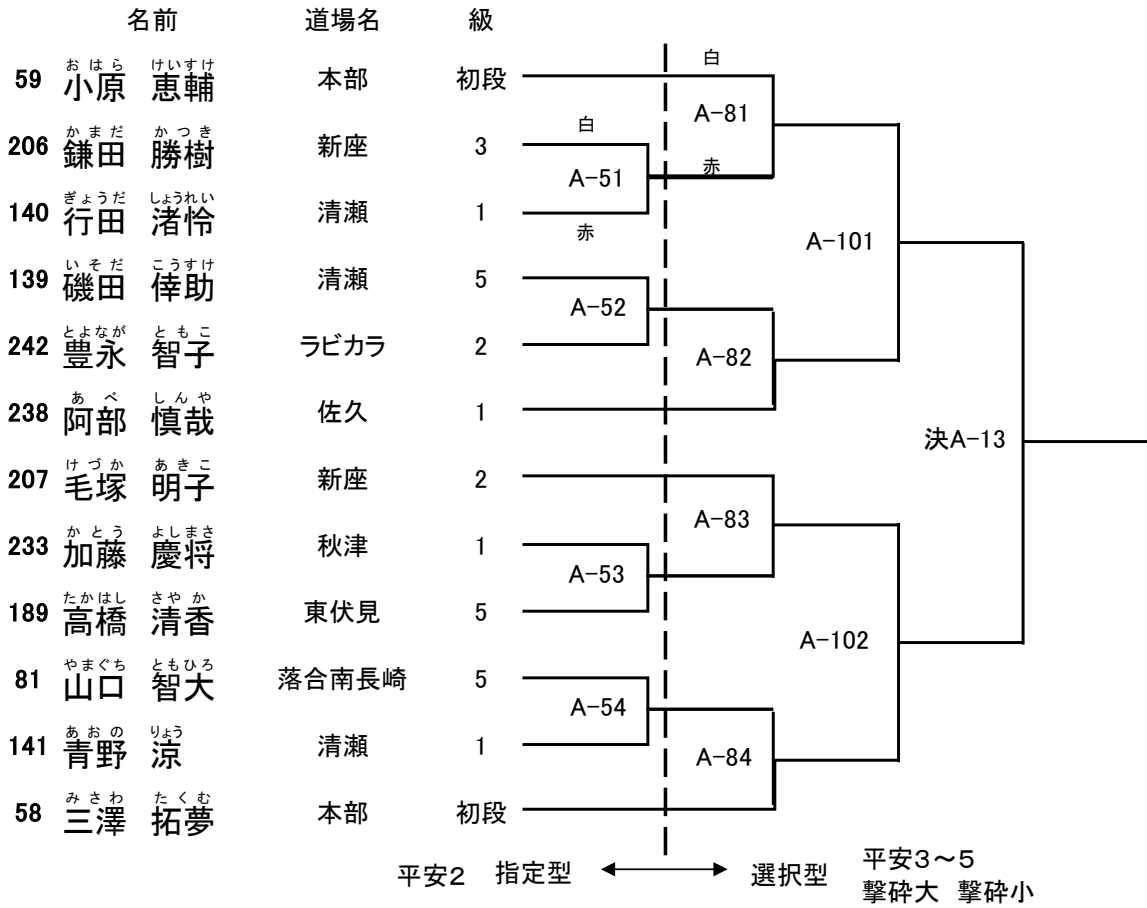 名前 道場名 級
白
おはら けいすけ
59 小原 恵輔 本部 初段
A-81
かまだ かつき 白
206 鎌田 勝樹 新座 3
A-51 赤
ぎょうだ しょうれい
140 行田 渚怜 清瀬 1
赤
A-101
いそだ こうすけ
139 磯田 倖助 清瀬 5
A-52
とよなが ともこ
242 豊永 智子 ラビカラ 2
A-82
あべ しんや
238 阿部 慎哉 佐久 1
決A-13
けづか あきこ
207 毛塚 明子 新座 2
A-83
かとう よしまさ
233 加藤 慶将 秋津 1
A-53
たかはし さやか
189 高橋 清香 東伏見 5
A-102
やまぐち ともひろ
81 山口 智大 落合南長崎 5
A-54
あおの りょう
141 青野 涼 清瀬 1
A-84
みさわ たくむ
58 三澤 拓夢 本部 初段
平安2 指定型 選択型 平安3～5
撃砕大 撃砕小